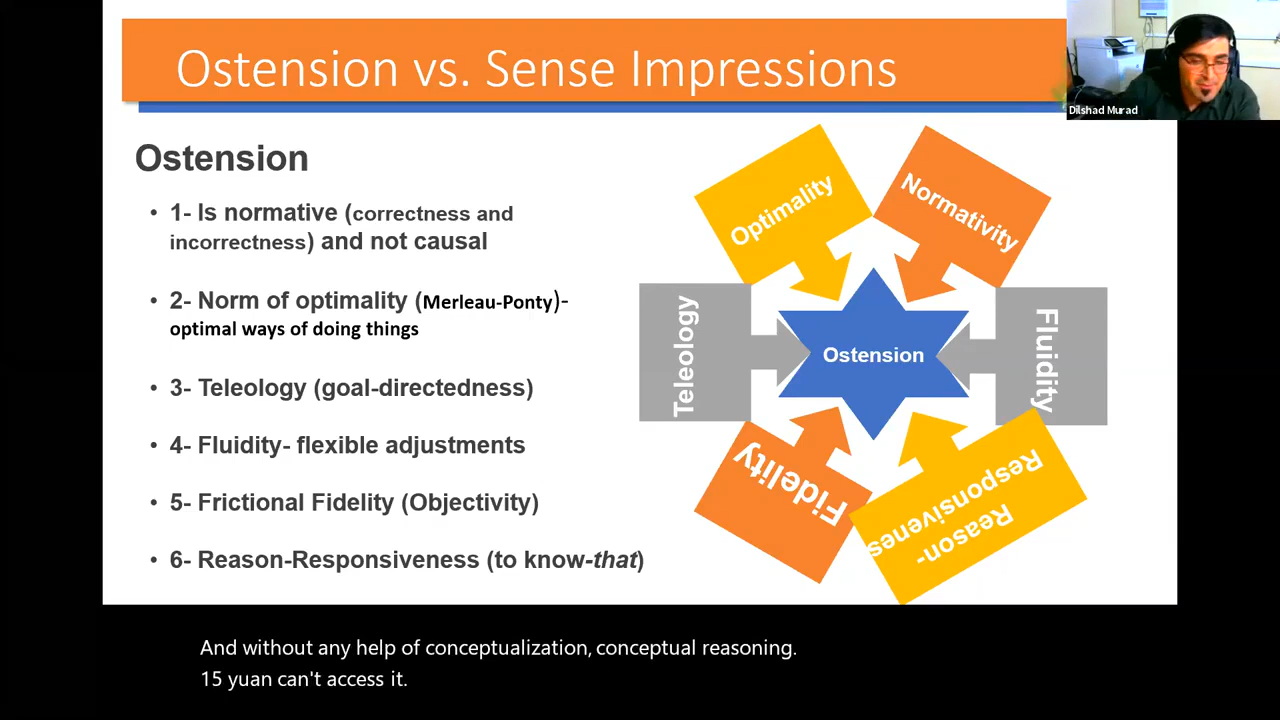 Ostension vs. Sense Impressions
Dilshad Murad
Ostension
• 1- Is normative (correctness and
incorrectness) and not causal
• 2- Norm of optimality (Merleau-Ponty)-
optimal ways of doing things
• 3- Teleology (goal-directedness)
• 4- Fluidity- flexible adjustments
• 5- Frictional Fidelity (Objectivity)
• 6- Reason-Responsiveness (to know-that)
Optimality
Normativity
Teleology
Ostension
Fluidity
Fidelity
Reason-
Responsiveness
And without any help of conceptualization, conceptual reasoning.
15 yuan can't access it.